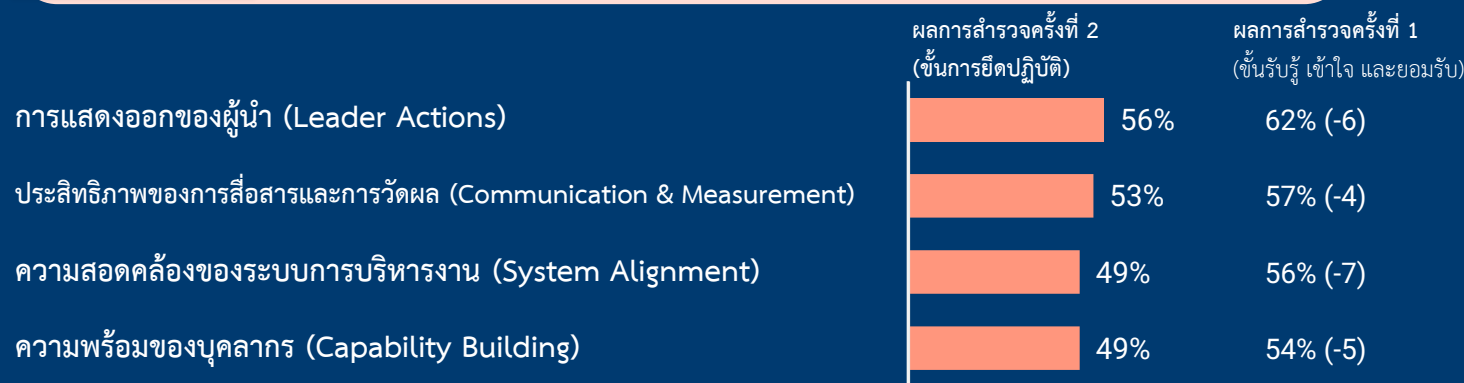 ผลการสำรวจครั้งที่ 2 ผลการสำรวจครั้งที่ 1
(ขั้นการยึดปฏิบัติ) (ขั้นรับรู้ เข้าใจ และยอมรับ)
การแสดงออกของผู้นำ (Leader Actions) 56% 62% (-6)
ประสิทธิภาพของการสื่อสารและการวัดผล (Communication & Measurement) 53% 57% (-4)
ความสอดคล้องของระบบการบริหารงาน (System Alignment) 49% 56% (-7)
ความพร้อมของบุคลากร (Capability Building) 49% 54% (-5)